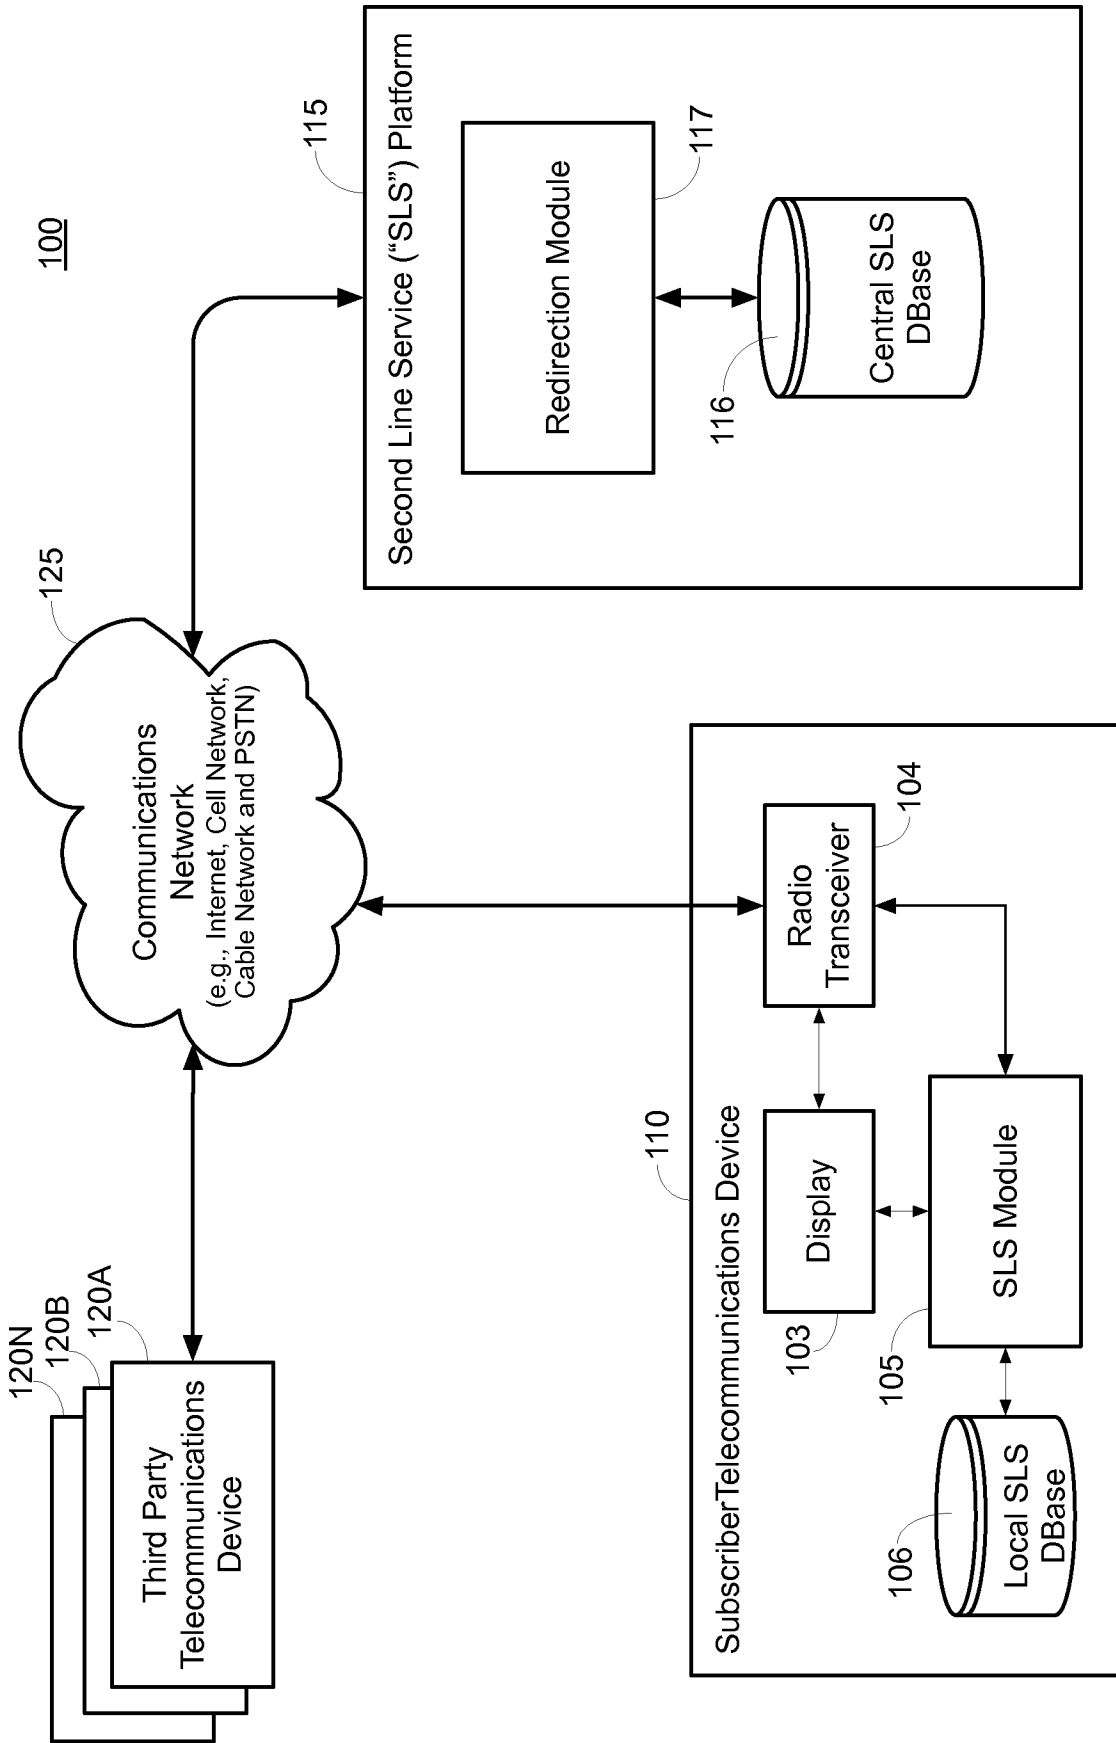 100
120N
120B
120A
Third Party
Telecommunications
Device
125
Communications
Network
(e.g., Internet, Cell Network,
Cable Network and PSTN)
115
Second Line Service (“SLS”) Platform
Redirection Module
117
116
Central SLS
DBase
110
SubscriberTelecommunications Device
Display
103
Radio
Transceiver
104
105
SLS Module
106
Local SLS
DBase